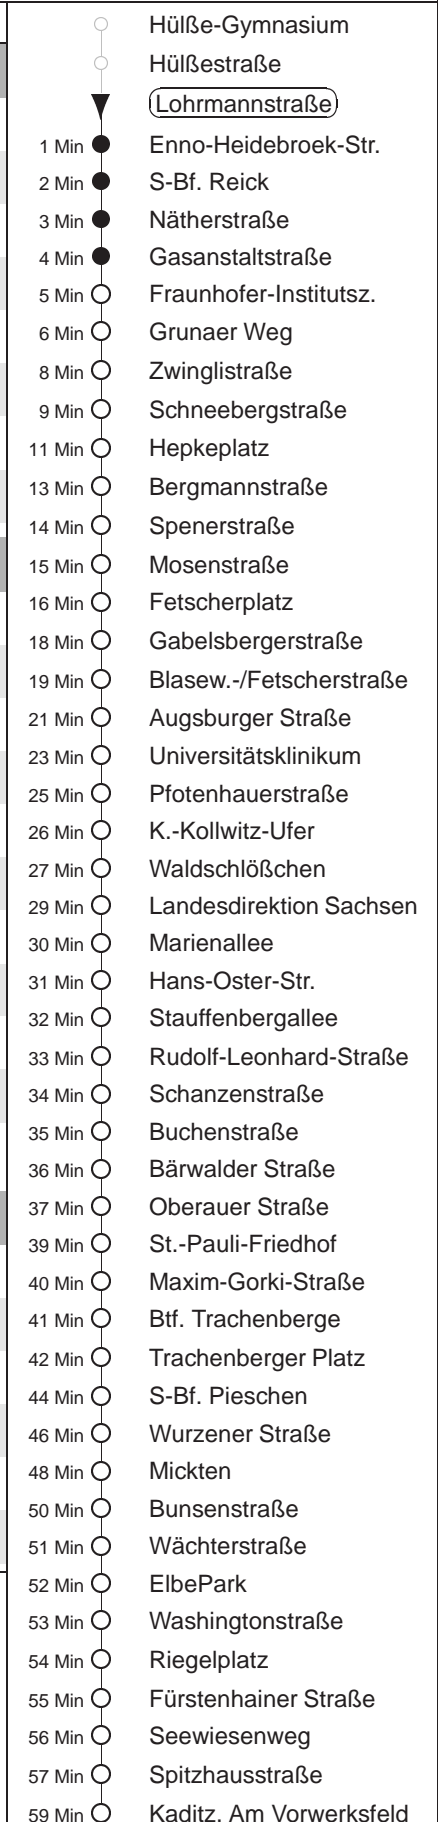 Hülße-Gymnasium
Hülßestraße
Lohrmannstraße
1 Min Enno-Heidebroek-Str.
2 Min S-Bf. Reick
3 Min Nätherstraße
4 Min Gasanstaltstraße
5 Min Fraunhofer-Institutsz.
6 Min Grunaer Weg
8 Min Zwinglistraße
9 Min Schneebergstraße
11 Min Hepkeplatz
13 Min Bergmannstraße
14 Min Spenerstraße
15 Min Mosenstraße
16 Min Fetscherplatz
18 Min Gabelsbergerstraße
19 Min Blasew.-/Fetscherstraße
21 Min Augsburger Straße
23 Min Universitätsklinikum
25 Min Pfotenhauerstraße
26 Min K.-Kollwitz-Ufer
27 Min Waldschlößchen
29 Min Landesdirektion Sachsen
30 Min Marienallee
31 Min Hans-Oster-Str.
32 Min Stauffenbergallee
33 Min Rudolf-Leonhard-Straße
34 Min Schanzenstraße
35 Min Buchenstraße
36 Min Bärwalder Straße
37 Min Oberauer Straße
39 Min St.-Pauli-Friedhof
40 Min Maxim-Gorki-Straße
41 Min Btf. Trachenberge
42 Min Trachenberger Platz
44 Min S-Bf. Pieschen
46 Min Wurzener Straße
48 Min Mickten
50 Min Bunsenstraße
51 Min Wächterstraße
52 Min ElbePark
53 Min Washingtonstraße
54 Min Riegelplatz
55 Min Fürstenhainer Straße
56 Min Seewiesenweg
57 Min Spitzhausstraße
59 Min Kaditz, Am Vorwerksfeld